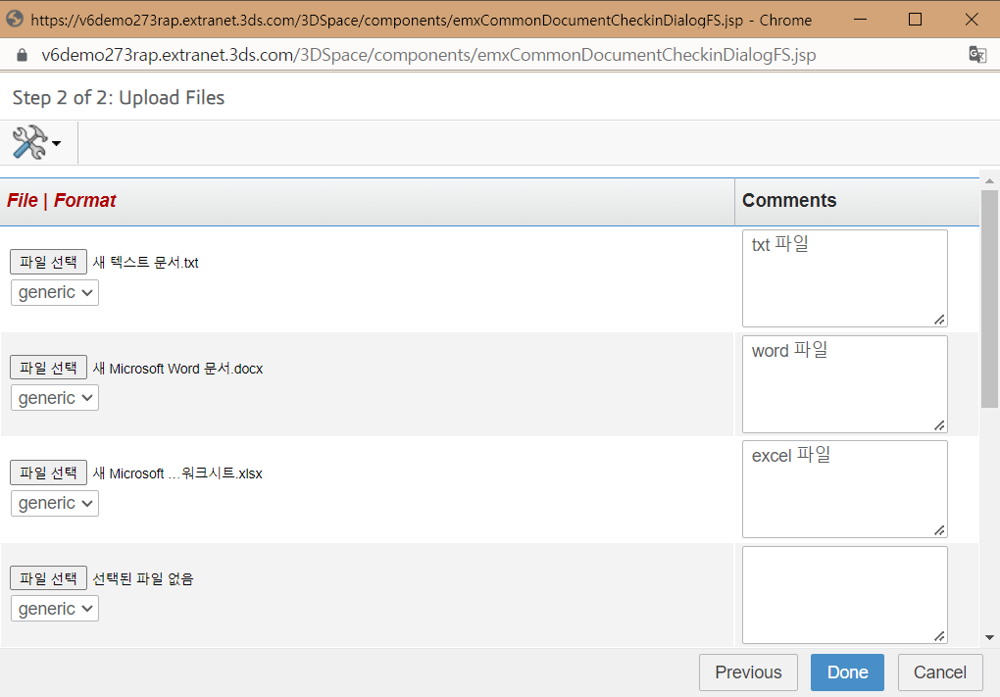 https://v6demo273rap.extranet.3ds.com/3DSpace/components/emxCommonDocumentCheckinDialogFS.jsp - Chrome
v6demo273rap.extranet.3ds.com/3DSpace/components/emxCommonDocumentCheckinDialogFS.jsp
Step 2 of 2: Upload Files
File | Format
Comments
파일 선택 새 텍스트 문서.txt
generic
txt 파일
파일 선택 새 Microsoft Word 문서.docx
generic
word 파일
파일 선택 새 Microsoft …워크시트.xlsx
generic
excel 파일
파일 선택 선택된 파일 없음
generic
Previous
Done
Cancel